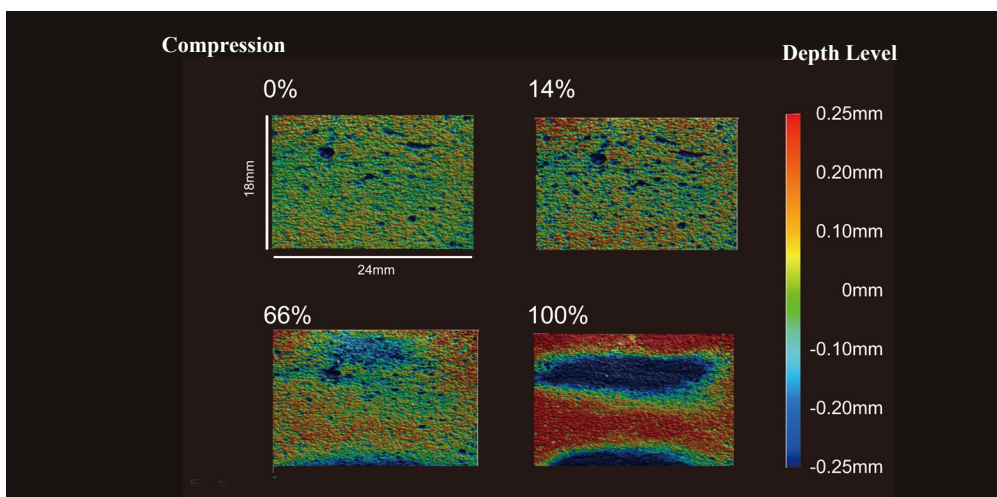 Compression
Depth Level
0%
14%
18mm
24mm
66%
100%
0.25mm
0.20mm
0.10mm
0mm
-0.10mm
-0.20mm
-0.25mm